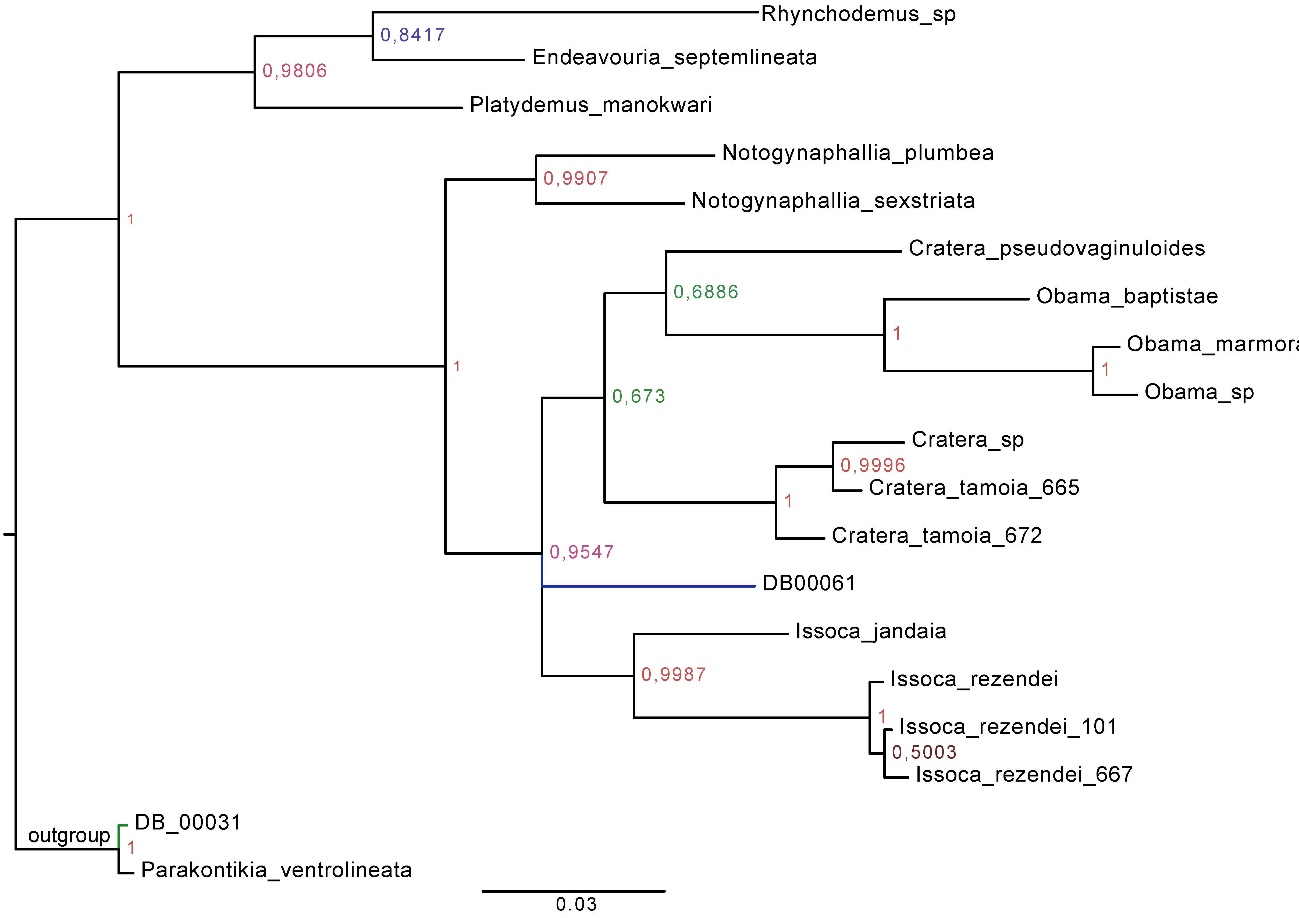 Rhynchodemus_sp
0,8417
Endeavouria_septemlineata
0,9806
Platydemus_manokwari
Notogynaphallia_plumbea
0,9907
Notogynaphallia_sexstriata
1
Cratera_pseudovaginuloides
0,6886
Obama_baptistae
1
Obama_marmora
1
Obama_sp
1
0,673
Cratera_sp
0,9996
Cratera_tamoia_665
1
Cratera_tamoia_672
0,9547
DB00061
Issoca_jandaia
0,9987
Issoca_rezendei
1
Issoca_rezendei_101
0,5003
Issoca_rezendei_667
DB_00031
outgroup
1
Parakontikia_ventrolineata
0.03